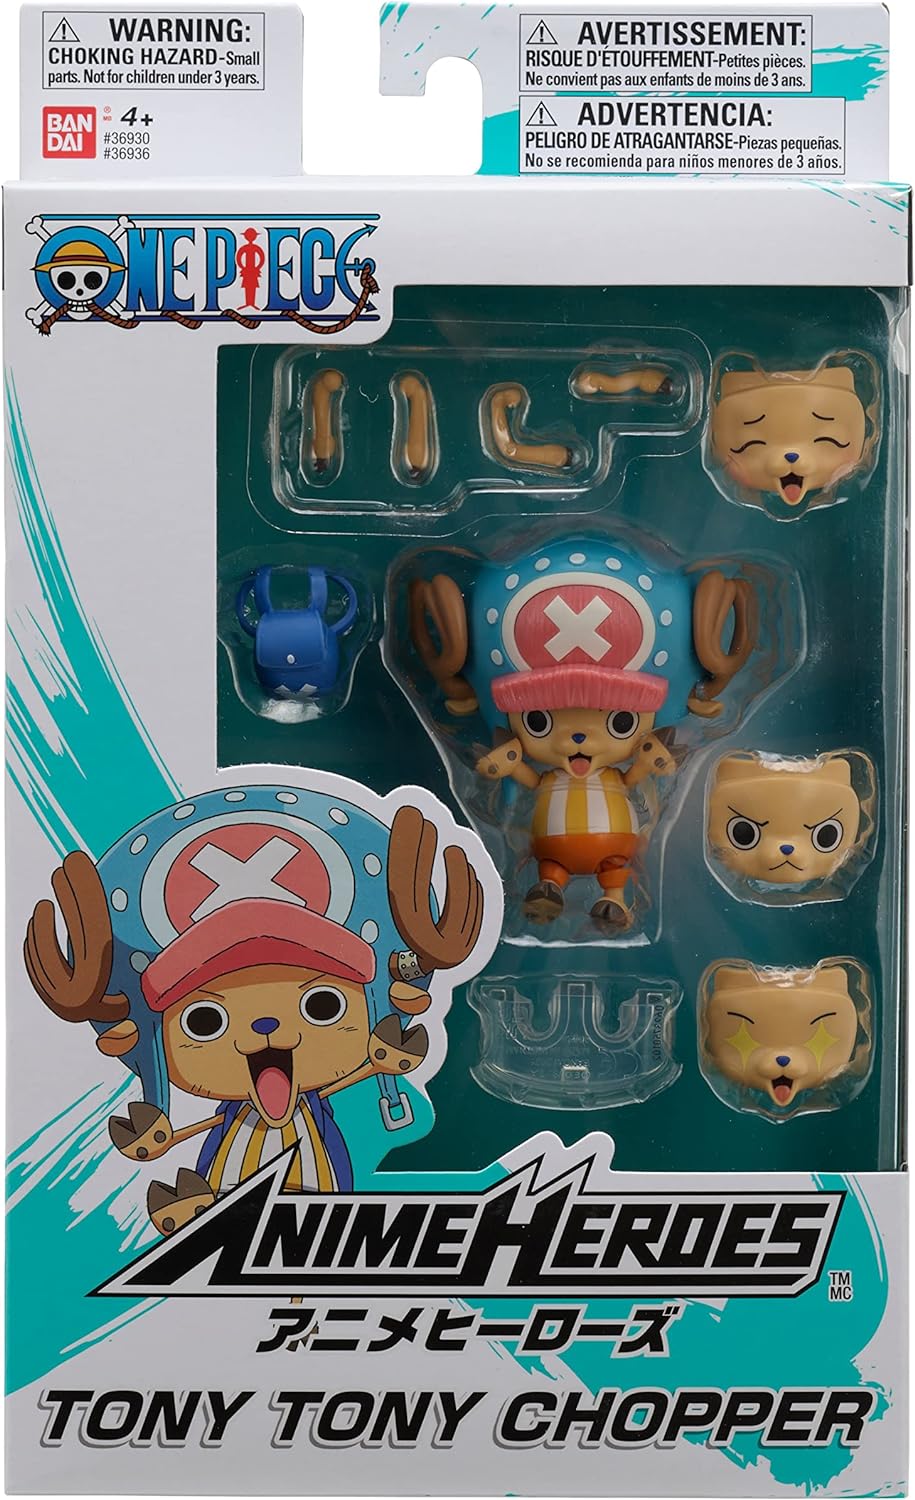 WARNING:
CHOKING HAZARD-Small
parts. Not for children under 3 years.
BAN
DAI
® 4+
MD
#36930
#36936
AVERTISSEMENT:
RISQUE D'ÉTOUFFEMENT-Petites pièces.
Ne convient pas aux enfants de moins de 3 ans.
ADVERTENCIA:
PELIGRO DE ATRAGANTARSE-Piezas pequeñas.
No se recomienda para niños menores de 3 años.
ONE PIECE
ANIME HEROES
TM
MC
アニメヒーローズ
TONY TONY CHOPPER